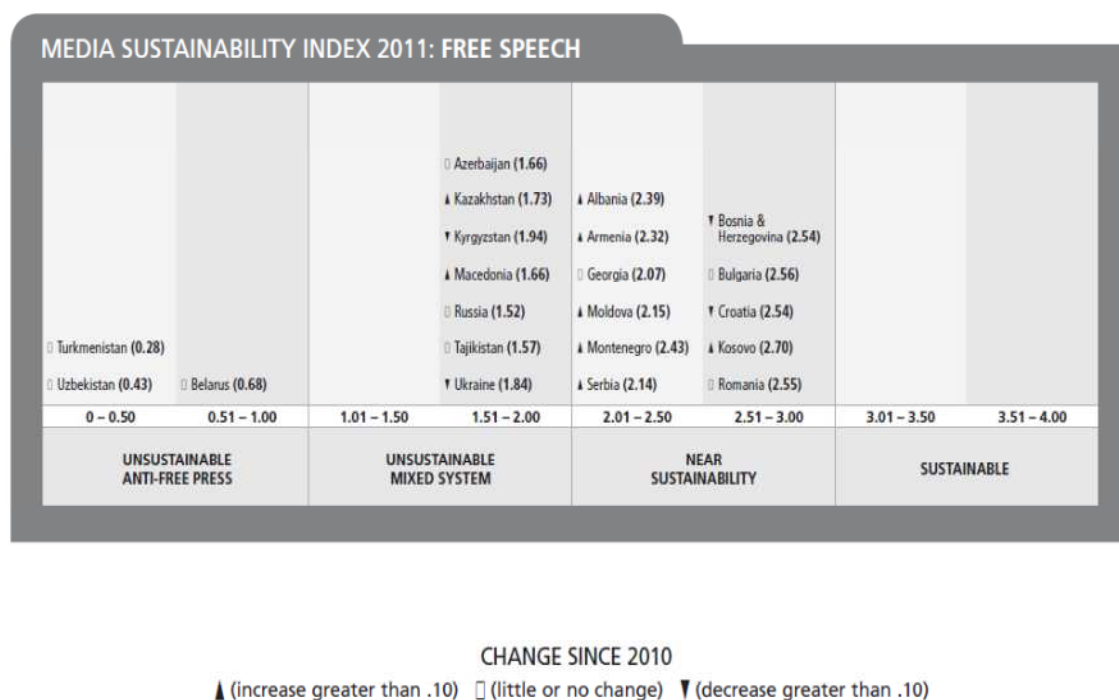 MEDIA SUSTAINABILITY INDEX 2011: FREE SPEECH
▯ Turkmenistan (0.28)
▯ Uzbekistan (0.43)
▯ Belarus (0.68)
▯ Azerbaijan (1.66)
▲ Kazakhstan (1.73)
▼ Kyrgyzstan (1.94)
▲ Macedonia (1.66)
▯ Russia (1.52)
▯ Tajikistan (1.57)
▼ Ukraine (1.84)
▲ Albania (2.39)
▲ Armenia (2.32)
▯ Georgia (2.07)
▲ Moldova (2.15)
▲ Montenegro (2.43)
▲ Serbia (2.14)
▼ Bosnia &
Herzegovina (2.54)
▯ Bulgaria (2.56)
▼ Croatia (2.54)
▲ Kosovo (2.70)
▯ Romania (2.55)
0 – 0.50 0.51 – 1.00 1.01 – 1.50 1.51 – 2.00 2.01 – 2.50 2.51 – 3.00 3.01 – 3.50 3.51 – 4.00
UNSUSTAINABLE
ANTI-FREE PRESS
UNSUSTAINABLE
MIXED SYSTEM
NEAR
SUSTAINABILITY
SUSTAINABLE
CHANGE SINCE 2010
▲ (increase greater than .10) ▯ (little or no change) ▼ (decrease greater than .10)